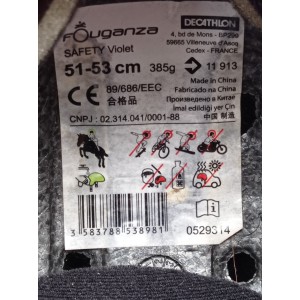 Fouganza
DECATHLON
SAFETY Violet
4, bd de Mons - BP299
59665 Villeneuve d'Ascq
Cedex - FRANCE
51-53 cm 385g 11 913
CE 89/686/EEC
合格品
Made in China
Fabricado na China
Произведено в Китае
İmal edildiği yer Çin
中国 制造
CNPJ : 02.314.041/0001-88
3 583788 538981
0529314